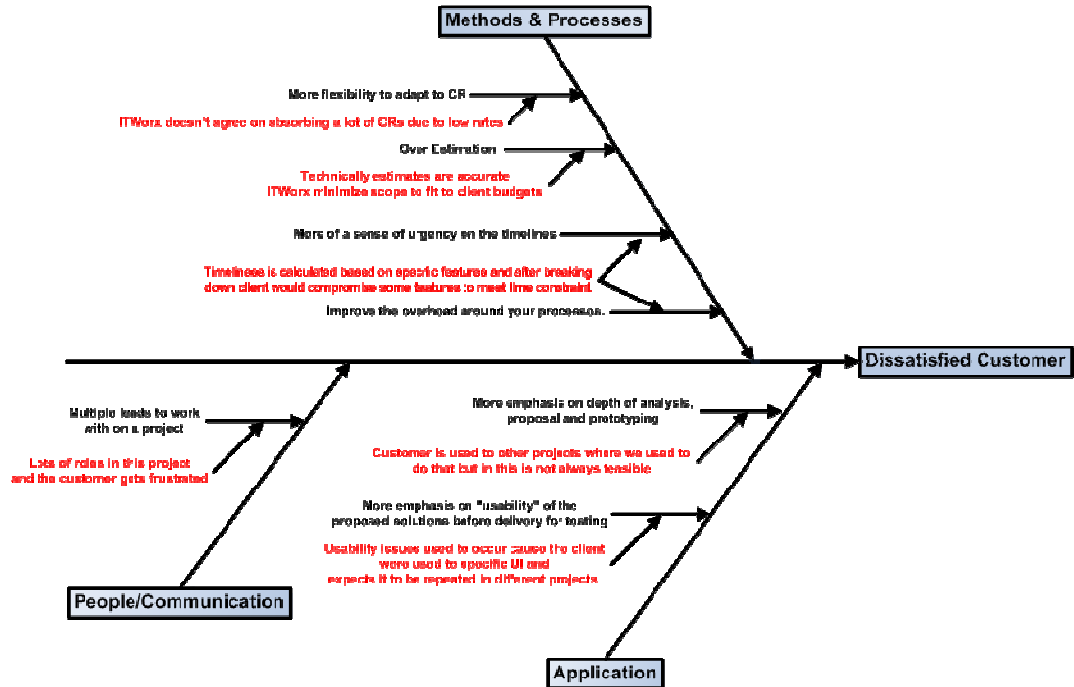 Methods & Processes
More flexibility to adapt to CR
ITWorx doesn't agree on absorbing a lot of CRs due to low rates
Over Estimation
Technically estimates are accurate
ITWorx minimize scope to fit to client budgets
More of a sense of urgency on the timelines
Timeliness is calculated based on specific features and after breaking
down client would compromise some features to meet time constraint
Improve the overhead around your processes.
Dissatisfied Customer
Multiple leads to work
with on a project
Lots of roles in this project
and the customer gets frustrated
More emphasis on depth of analysis,
proposal and prototyping
Customer is used to other projects where we used to
do that but in this is not always feasible
More emphasis on "usability" of the
proposed solutions before delivery for testing
Usability issues used to occur cause the client
were used to specific UI and
expects it to be repeated in different projects
People/Communication
Application